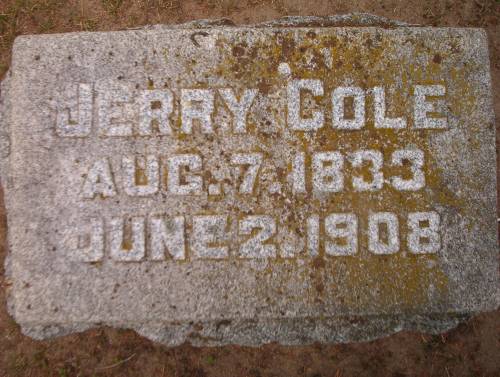 JERRY COLE
AUG. 7. 1833
JUNE 2. 1908